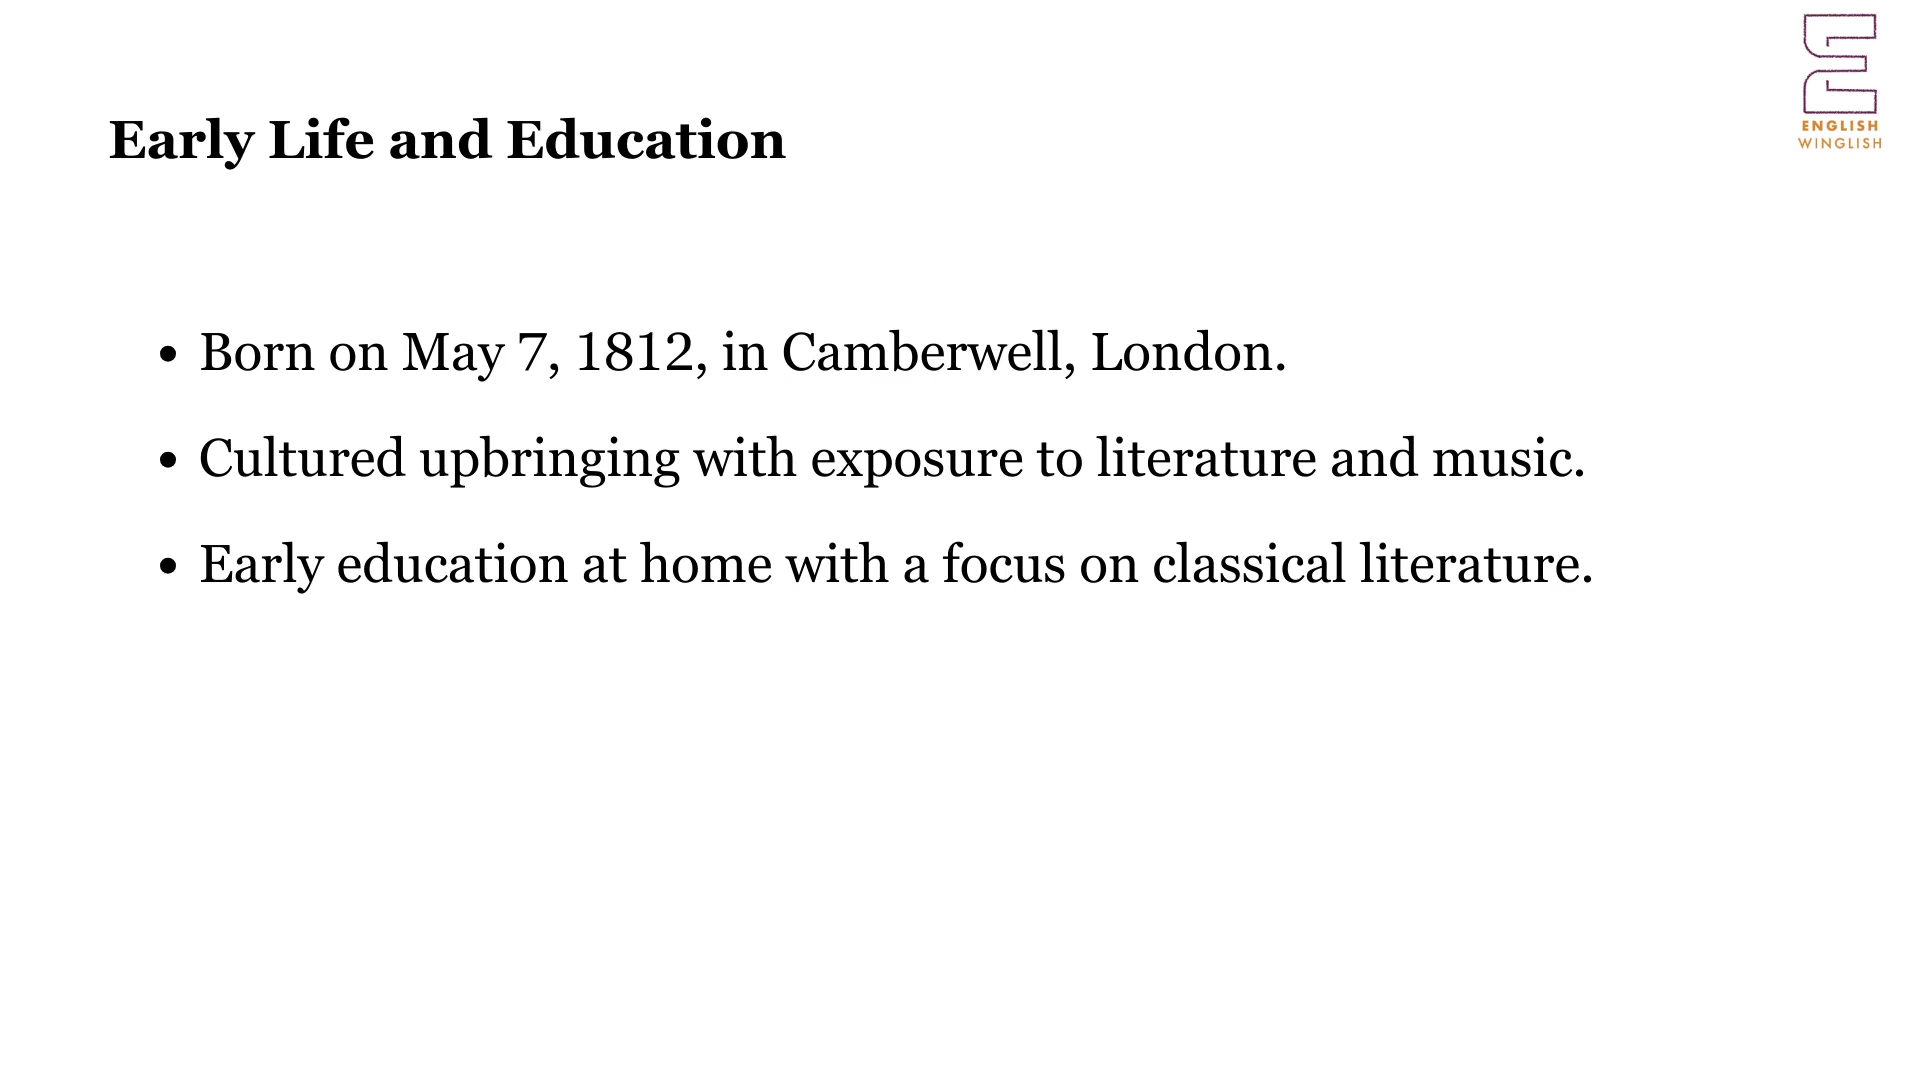 ENGLISH
WINGLISH
Early Life and Education
• Born on May 7, 1812, in Camberwell, London.
• Cultured upbringing with exposure to literature and music.
• Early education at home with a focus on classical literature.